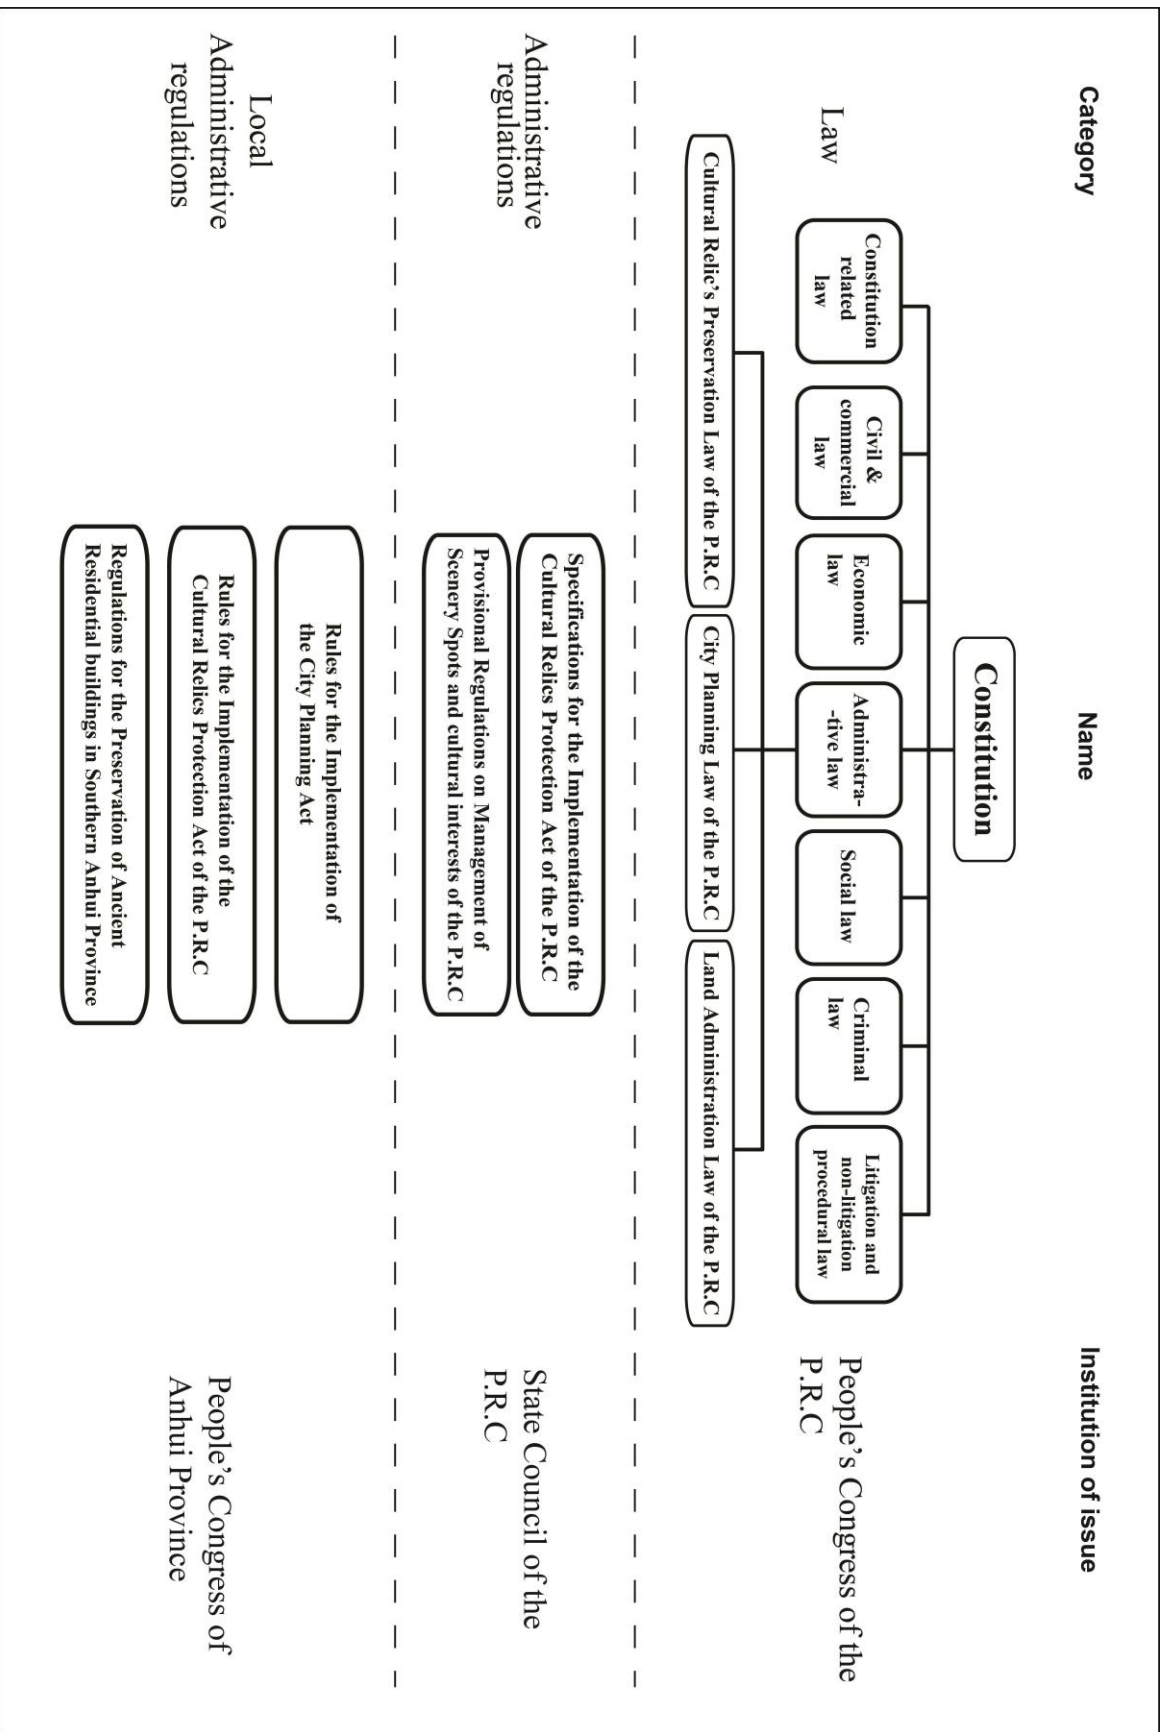 Category
Name
Institution of issue
Constitution
Law
Constitution
related
law
Civil &
commercial
law
Economic
law
Administra-
-tive law
Social law
Criminal
law
Litigation and
non-litigation
procedural law
People's Congress of the
P.R.C
Cultural Relic's Preservation Law of the P.R.C
City Planning Law of the P.R.C
Land Administration Law of the P.R.C
Administrative
regulations
Specifications for the Implementation of the
Cultural Relics Protection Act of the P.R.C
Provisional Regulations on Management of
Scenery Spots and cultural interests of the P.R.C
State Council of the
P.R.C
Local
Administrative
regulations
Rules for the Implementation of
the City Planning Act
Rules for the Implementation of the
Cultural Relics Protection Act of the P.R.C
Regulations for the Preservation of Ancient
Residential buildings in Southern Anhui Province
People's Congress of
Anhui Province